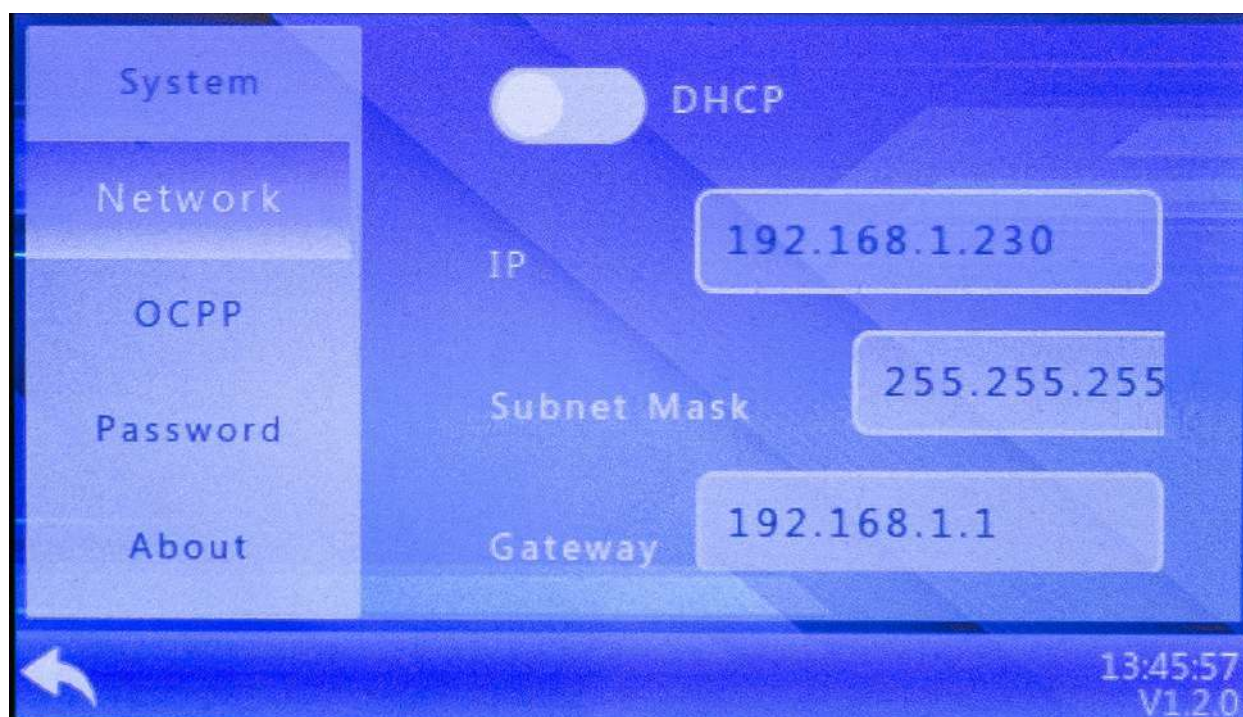 System
Network
OCPP
Password
About
DHCP
IP
192.168.1.230
Subnet Mask
255.255.255
Gateway
192.168.1.1
13:45:57
V1.2.0